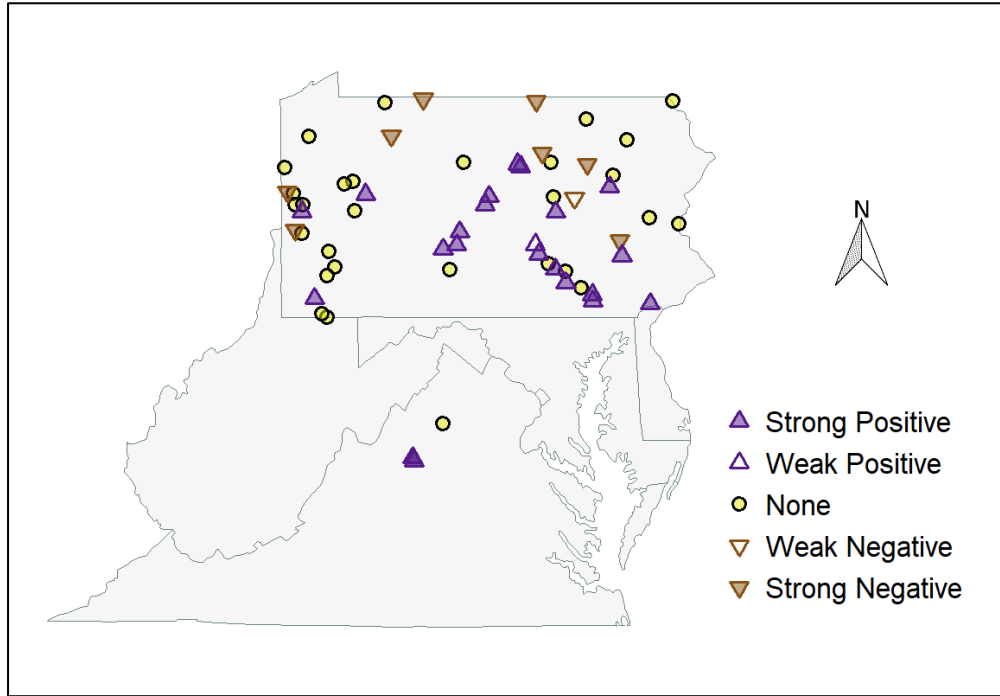 N
Strong Positive
Weak Positive
None
Weak Negative
Strong Negative